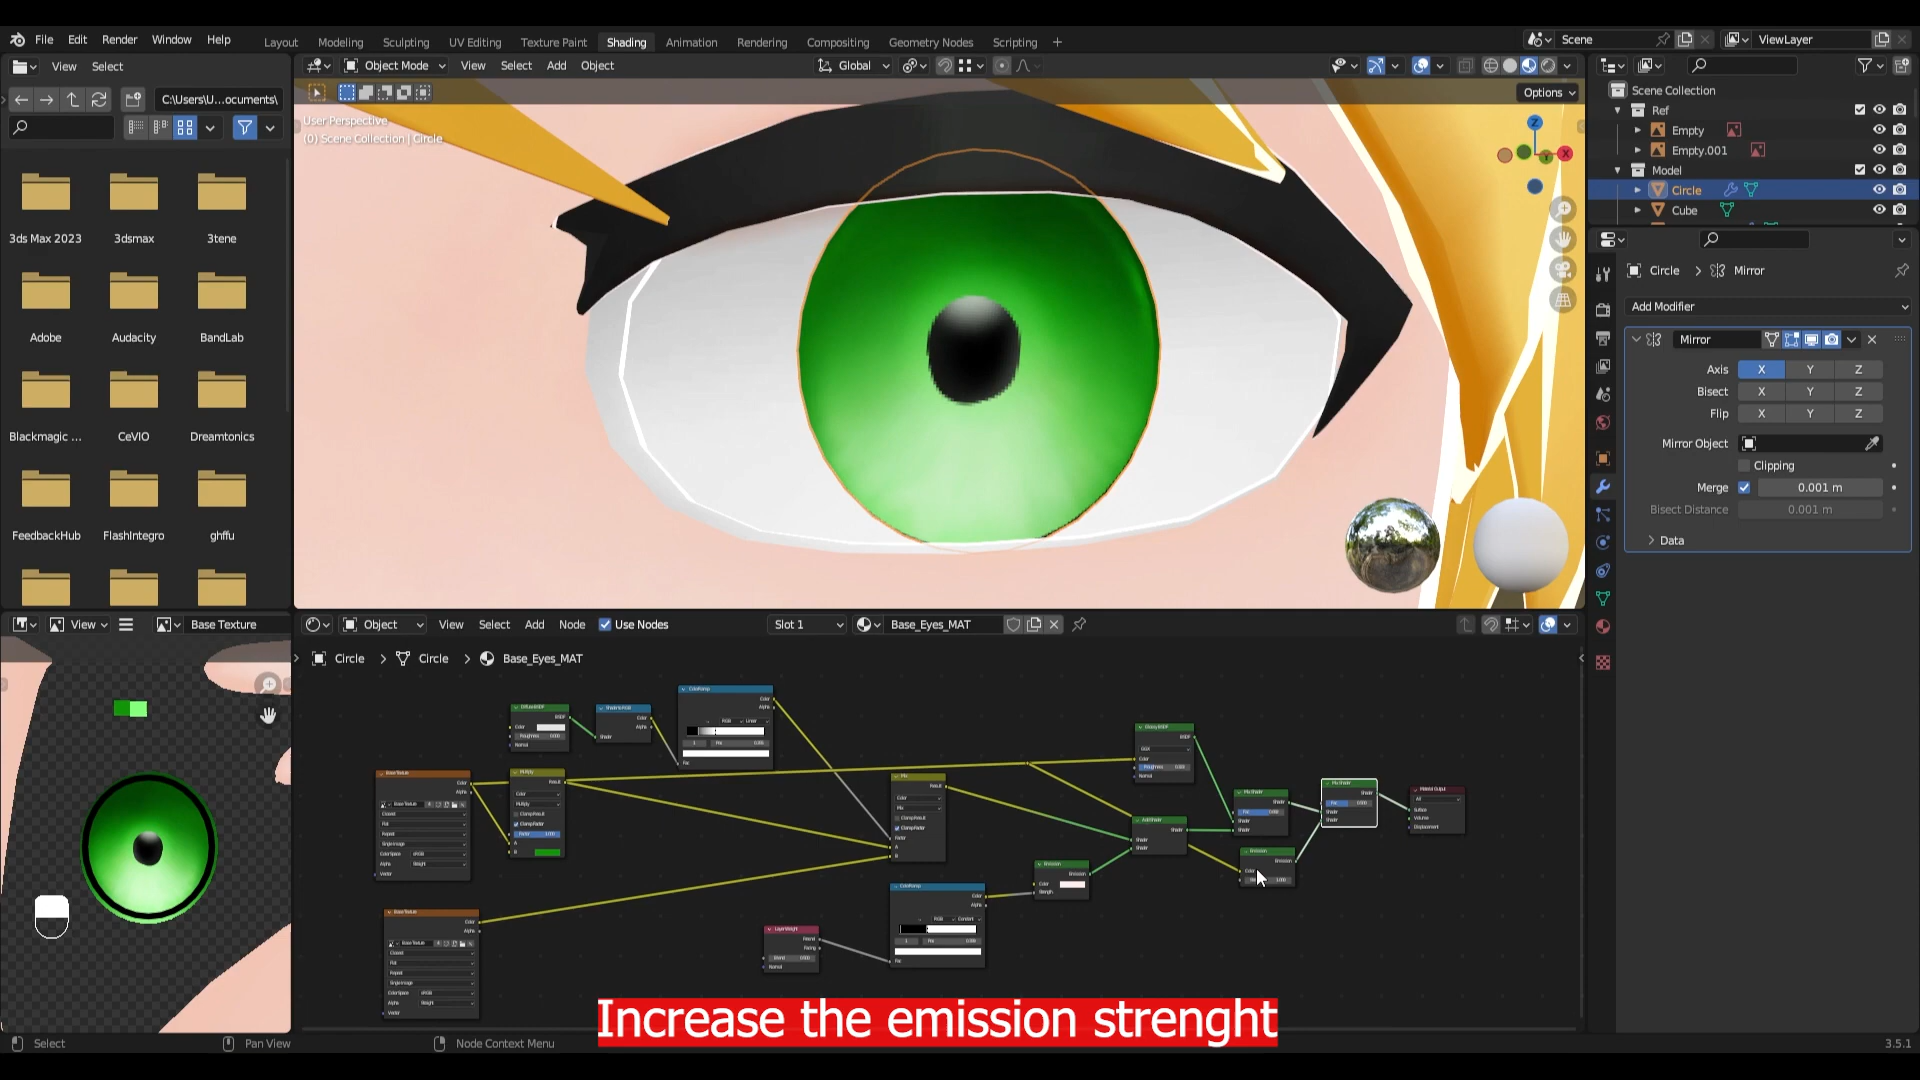 File Edit Render Window Help
Layout Modeling Sculpting UV Editing Texture Paint Shading Animation Rendering Compositing Geometry Nodes Scripting +
Scene
ViewLayer
View Select
Object Mode View Select Add Object
Global
C:\Users\U...ocuments\
Options
User Perspective
(0) Scene Collection | Circle
Z
X
Scene Collection
Ref
Empty
Empty.001
Model
Circle
Cube
3ds Max 2023 3dsmax 3tene
Adobe Audacity BandLab
Blackmagic ... CeVIO Dreamtonics
FeedbackHub FlashIntegro ghffu
Circle > Mirror
Add Modifier
Mirror
Axis X Y Z
Bisect X Y Z
Flip X Y Z
Mirror Object
Clipping
Merge 0.001 m
Bisect Distance 0.001 m
Data
View Base Texture
Object View Select Add Node Use Nodes Slot 1 Base_Eyes_MAT
Circle > Circle > Base_Eyes_MAT
Increase the emission strenght
Select Pan View Node Context Menu
3.5.1